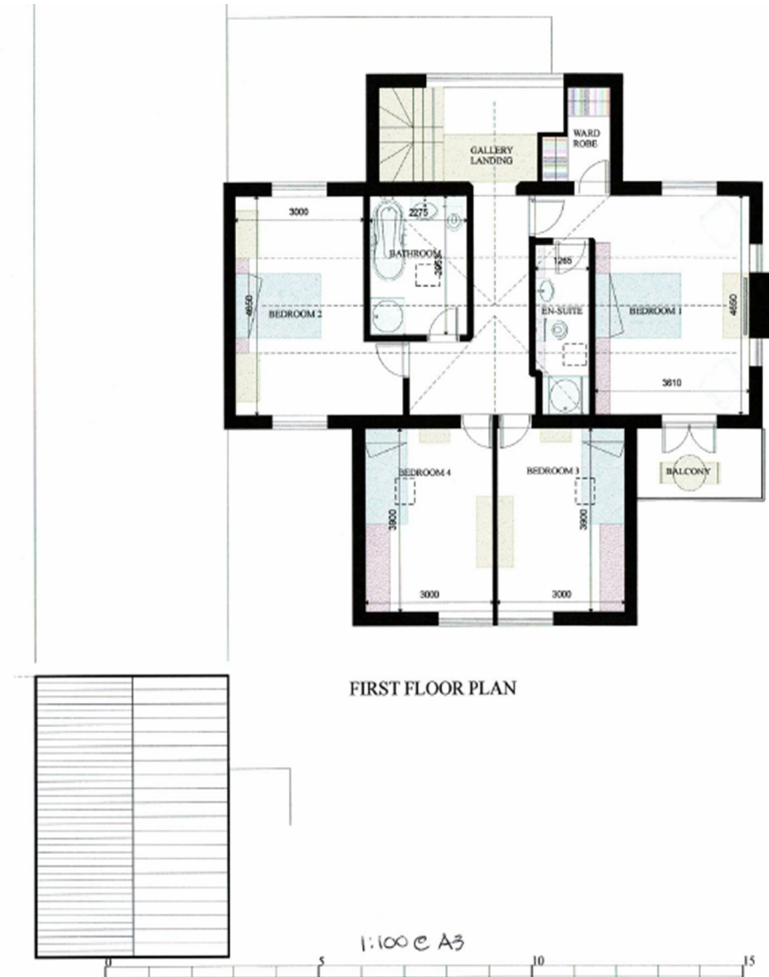 WARD
ROBE
GALLERY
LANDING
3000
2275
BATHROOM
1265
4650
BEDROOM 2
EN-SUITE
BEDROOM 1
4650
3610
BEDROOM 4
BEDROOM 3
BALCONY
3900
3900
3000
3000
FIRST FLOOR PLAN
1:100 @ A3
0
5
10
15